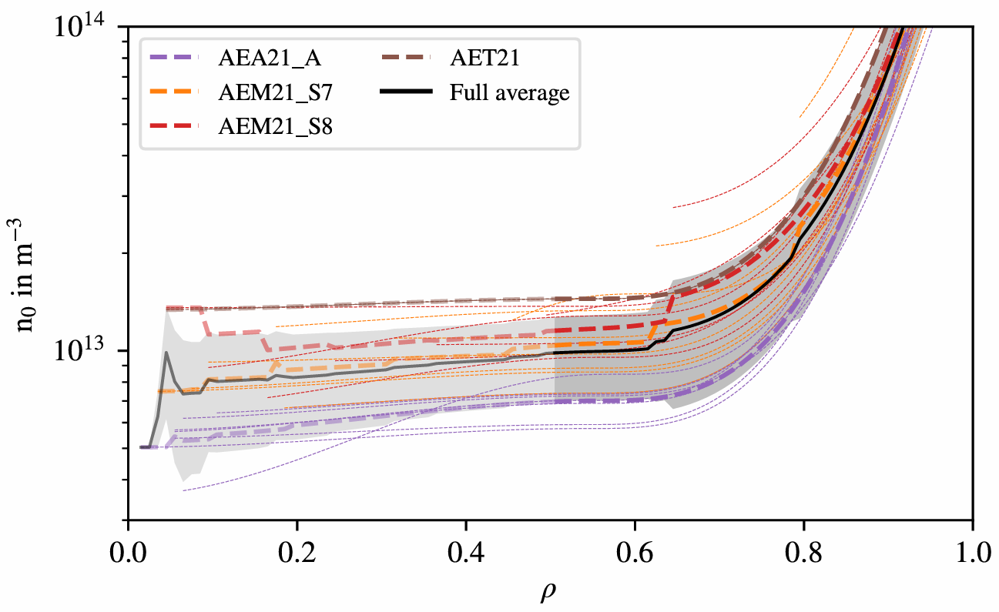 10^14
AEA21_A
AET21
AEM21_S7
Full average
AEM21_S8
n₀ in m⁻³
10^13
0.0 0.2 0.4 0.6 0.8 1.0
ρ